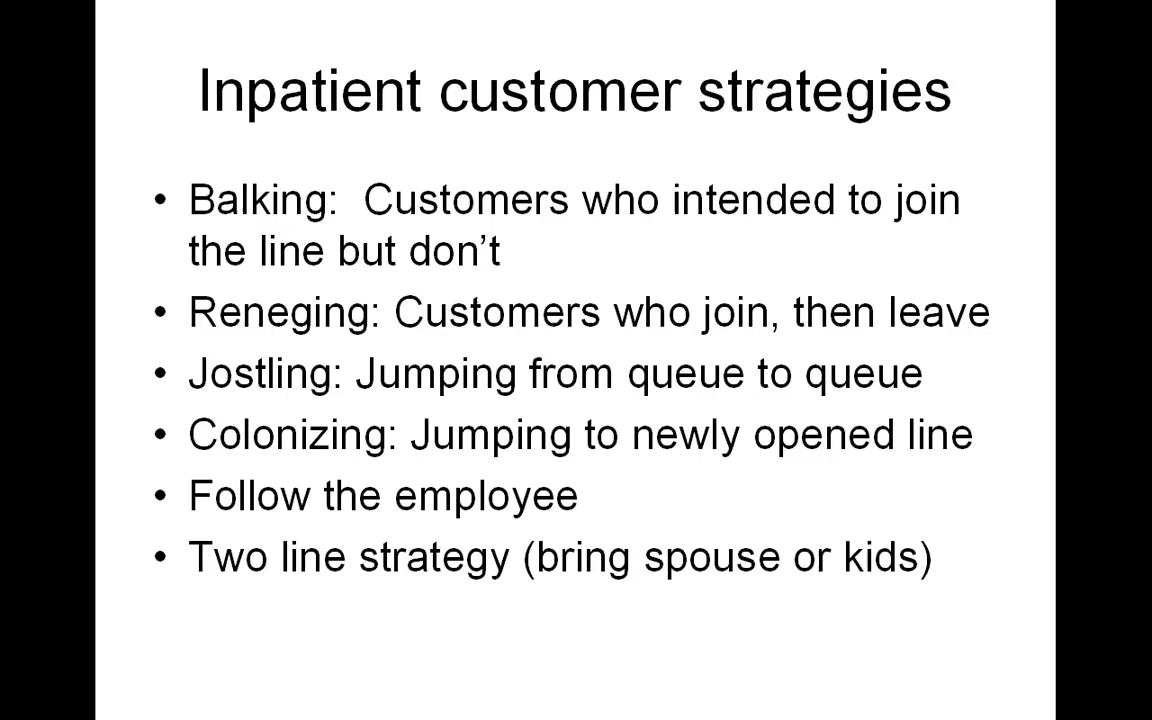 Inpatient customer strategies
• Balking:  Customers who intended to join
the line but don’t
• Reneging: Customers who join, then leave
• Jostling: Jumping from queue to queue
• Colonizing: Jumping to newly opened line
• Follow the employee
• Two line strategy (bring spouse or kids)